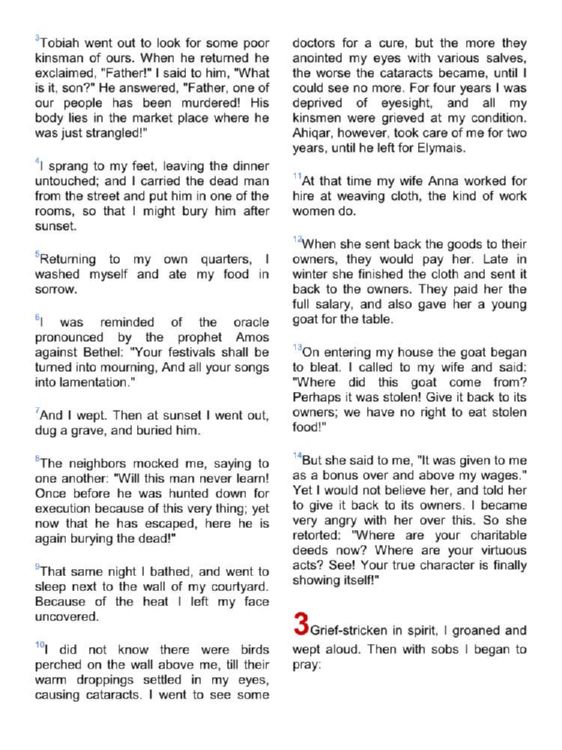 3Tobiah went out to look for some poor
kinsman of ours. When he returned he
exclaimed, "Father!" I said to him, "What
is it, son?" He answered, "Father, one of
our people has been murdered! His
body lies in the market place where he
was just strangled!"
4I sprang to my feet, leaving the dinner
untouched; and I carried the dead man
from the street and put him in one of the
rooms, so that I might bury him after
sunset.
5Returning to my own quarters, I
washed myself and ate my food in
sorrow.
6I was reminded of the oracle
pronounced by the prophet Amos
against Bethel: "Your festivals shall be
turned into mourning, And all your songs
into lamentation."
7And I wept. Then at sunset I went out,
dug a grave, and buried him.
8The neighbors mocked me, saying to
one another: "Will this man never learn!
Once before he was hunted down for
execution because of this very thing; yet
now that he has escaped, here he is
again burying the dead!"
9That same night I bathed, and went to
sleep next to the wall of my courtyard.
Because of the heat I left my face
uncovered.
10I did not know there were birds
perched on the wall above me, till their
warm droppings settled in my eyes,
causing cataracts. I went to see some
doctors for a cure, but the more they
anointed my eyes with various salves,
the worse the cataracts became, until I
could see no more. For four years I was
deprived of eyesight, and all my
kinsmen were grieved at my condition.
Ahiqar, however, took care of me for two
years, until he left for Elymais.
11At that time my wife Anna worked for
hire at weaving cloth, the kind of work
women do.
12When she sent back the goods to their
owners, they would pay her. Late in
winter she finished the cloth and sent it
back to the owners. They paid her the
full salary, and also gave her a young
goat for the table.
13On entering my house the goat began
to bleat. I called to my wife and said:
"Where did this goat come from?
Perhaps it was stolen! Give it back to its
owners; we have no right to eat stolen
food!"
14But she said to me, "It was given to me
as a bonus over and above my wages."
Yet I would not believe her, and told her
to give it back to its owners. I became
very angry with her over this. So she
retorted: "Where are your charitable
deeds now? Where are your virtuous
acts? See! Your true character is finally
showing itself!"
3Grief-stricken in spirit, I groaned and
wept aloud. Then with sobs I began to
pray: